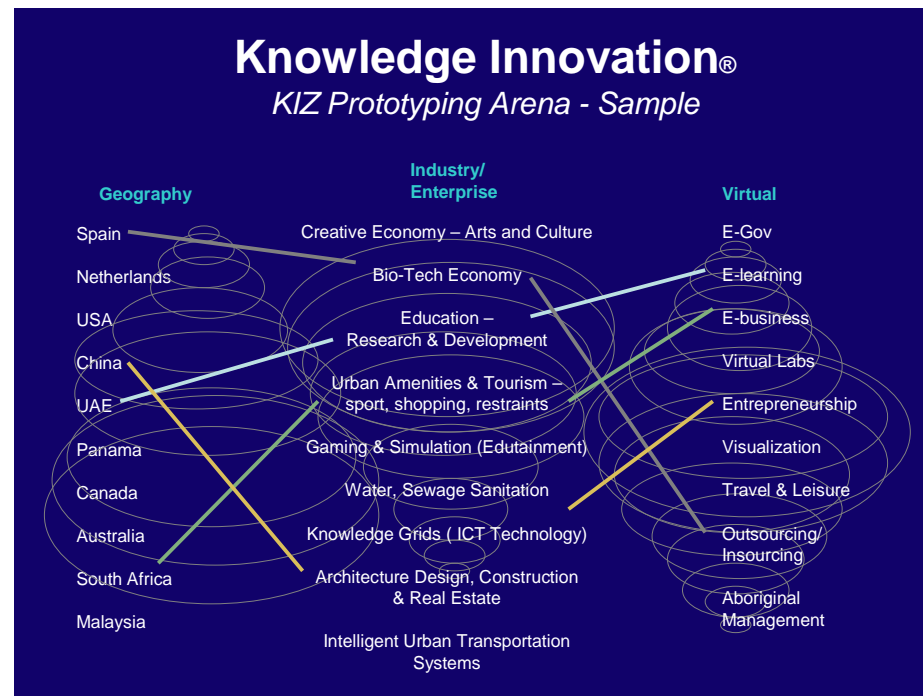 Knowledge Innovation®
KIZ Prototyping Arena - Sample
Geography
Spain
Netherlands
USA
China
UAE
Panama
Canada
Australia
South Africa
Malaysia
Industry/
Enterprise
Creative Economy – Arts and Culture
Bio-Tech Economy
Education –
Research & Development
Urban Amenities & Tourism –
sport, shopping, restraints
Gaming & Simulation (Edutainment)
Water, Sewage Sanitation
Knowledge Grids ( ICT Technology)
Architecture Design, Construction
& Real Estate
Intelligent Urban Transportation
Systems
Virtual
E-Gov
E-learning
E-business
Virtual Labs
Entrepreneurship
Visualization
Travel & Leisure
Outsourcing/
Insourcing
Aboriginal
Management